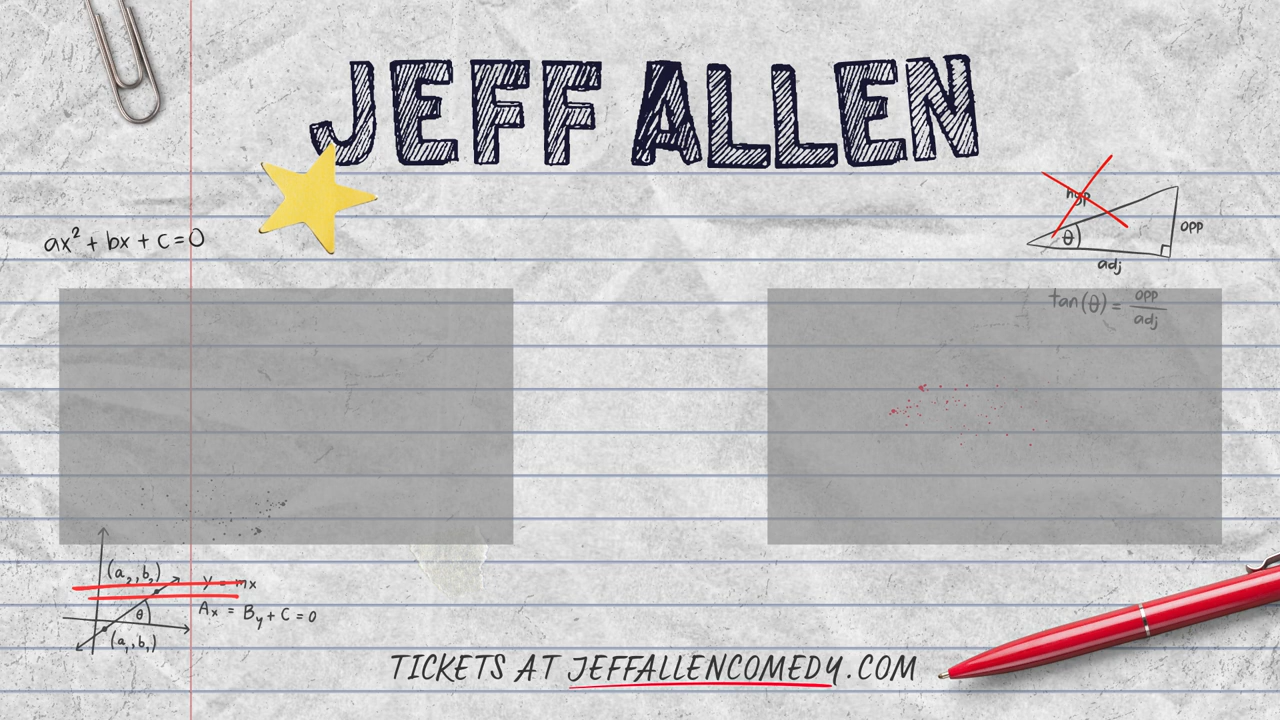 JEFF ALLEN
ax² + bx + c = 0
hyp
θ
opp
adj
tan(θ) = opp
adj
(a₂, b₂)
y = mx
θ
Ax = By + C = 0
(a₁, b₁)
TICKETS AT JEFFALLENCOMEDY.COM